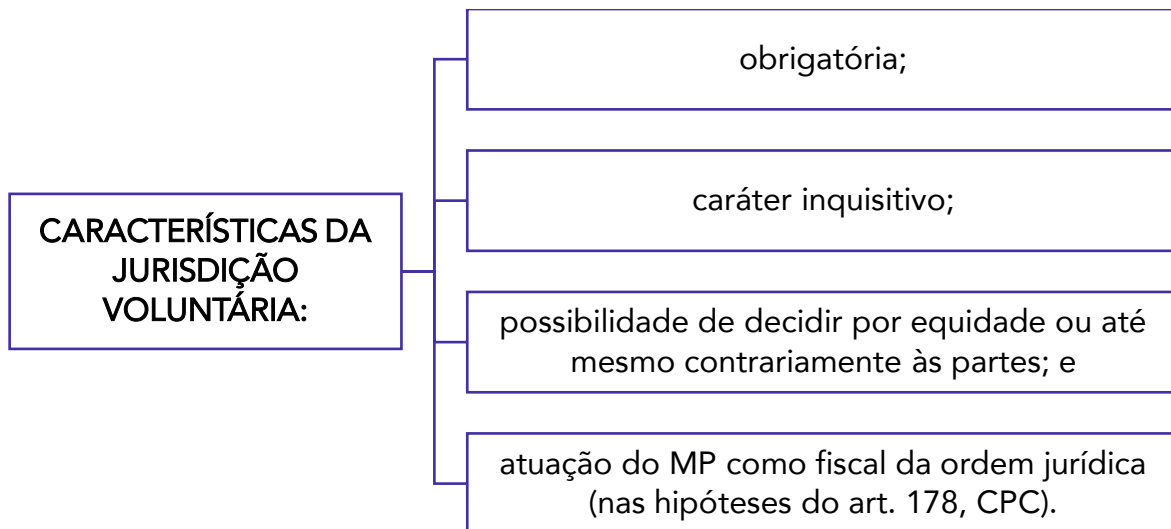 CARACTERÍSTICAS DA
JURISDIÇÃO
VOLUNTÁRIA:
obrigatória;
caráter inquisitivo;
possibilidade de decidir por equidade ou até
mesmo contrariamente às partes; e
atuação do MP como fiscal da ordem jurídica
(nas hipóteses do art. 178, CPC).